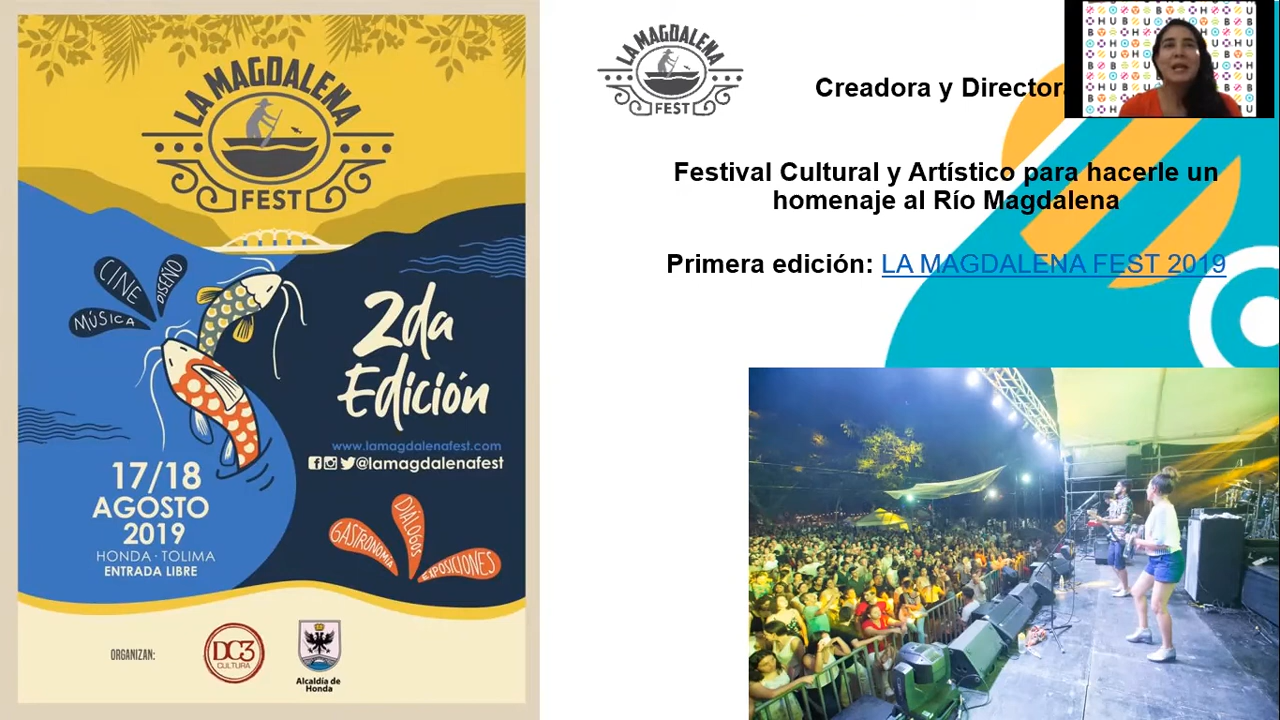 LA MAGDALENA
FEST
CINE
DISEÑO
MÚSICA
2da
Edición
www.lamagdalenafest.com
@lamagdalenafest
17/18
AGOSTO
2019
HONDA · TOLIMA
ENTRADA LIBRE
GASTRONOMIA
DIÁLOGOS
EXPOSICIONES
ORGANIZAN:
DC3
CULTURA
Alcaldía de
Honda
LA MAGDALENA
FEST
Creadora y Directora
Festival Cultural y Artístico para hacerle un
homenaje al Río Magdalena
Primera edición: LA MAGDALENA FEST 2019